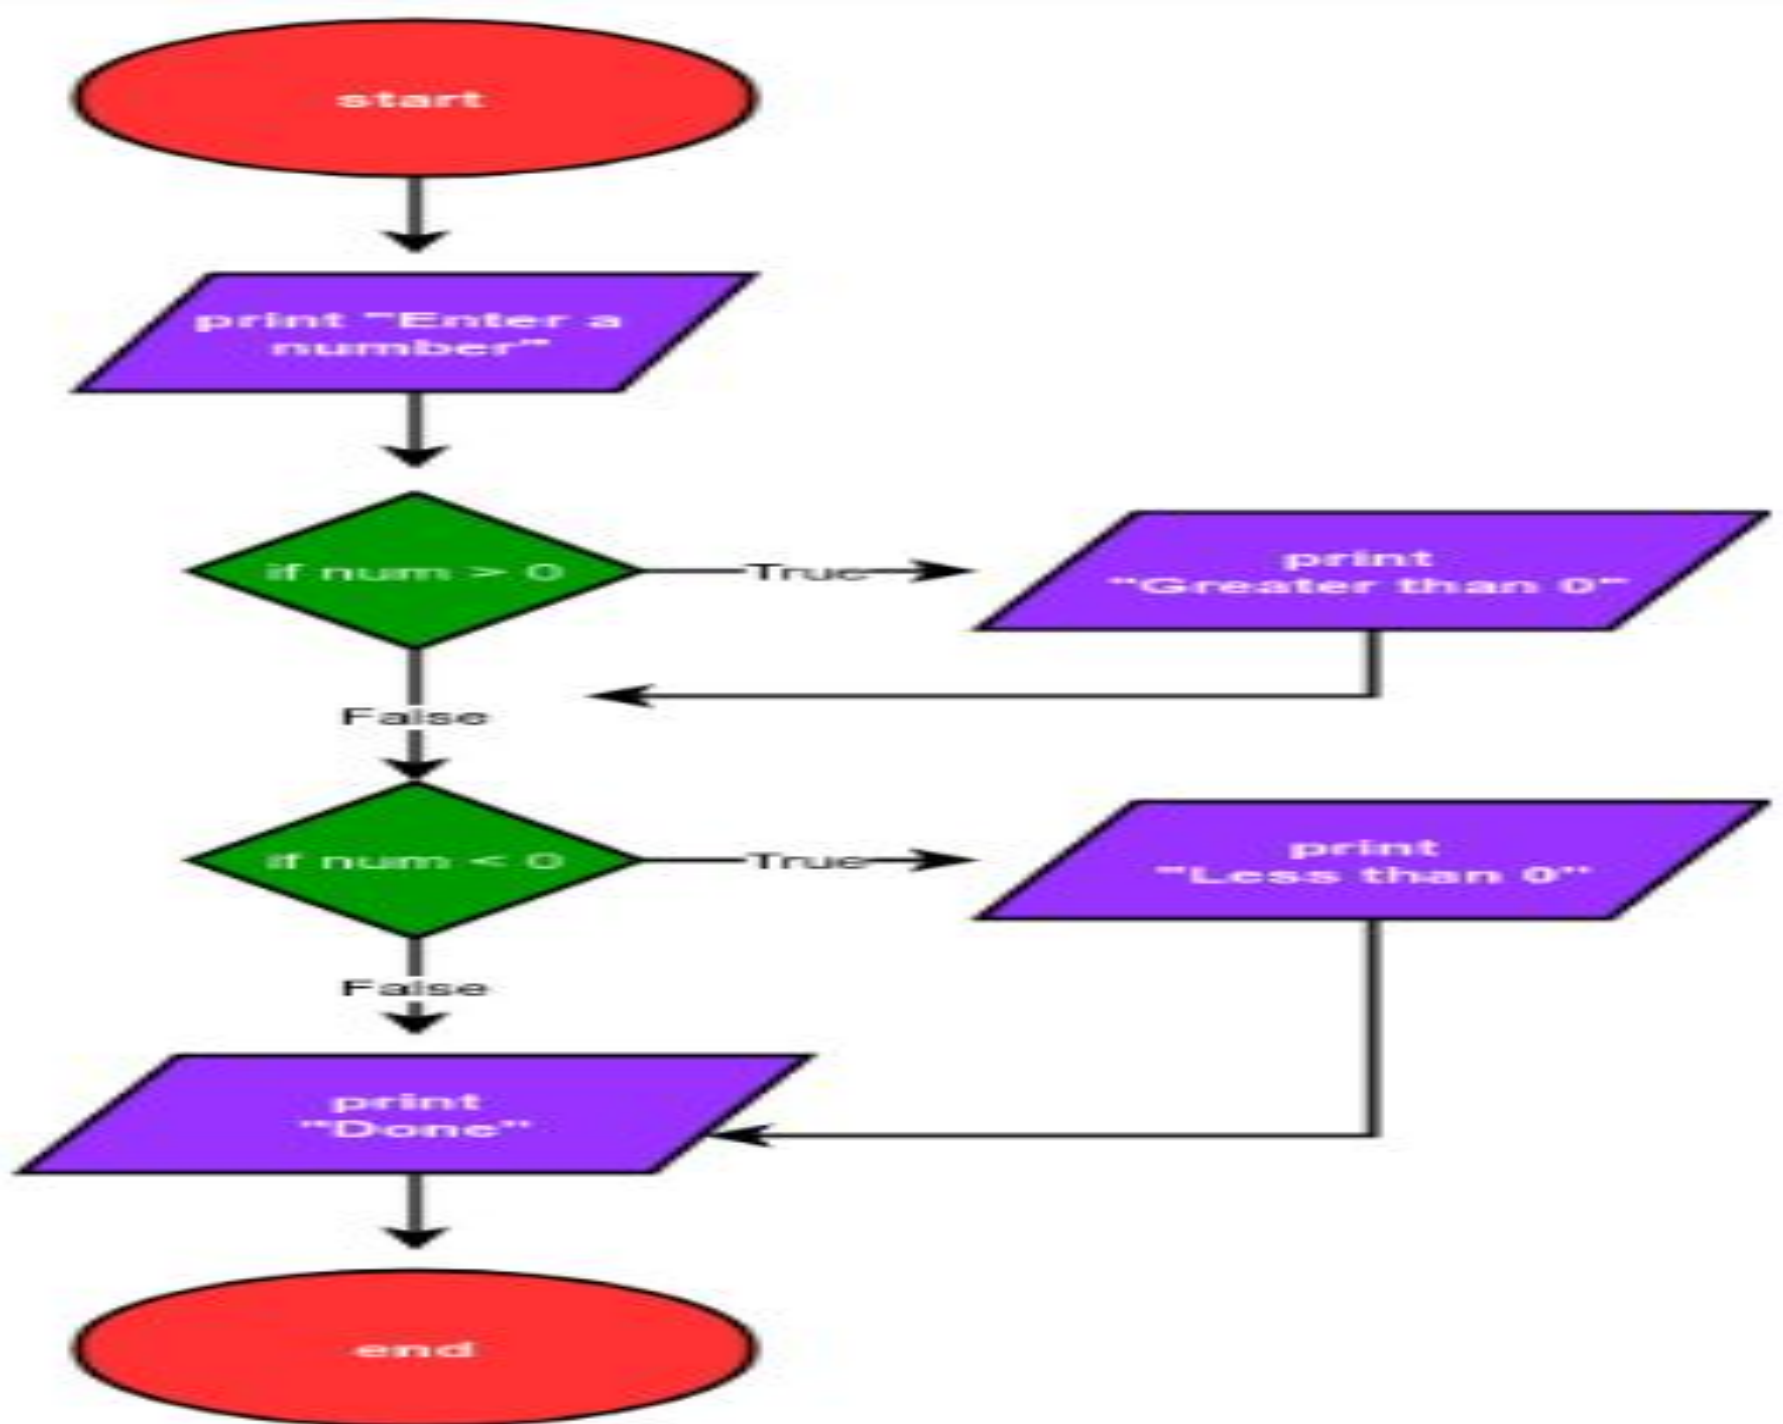 start
print "Enter a
number"
if num > 0
True
print
"Greater than 0"
False
if num < 0
True
print
"Less than 0"
False
print
"Done"
end